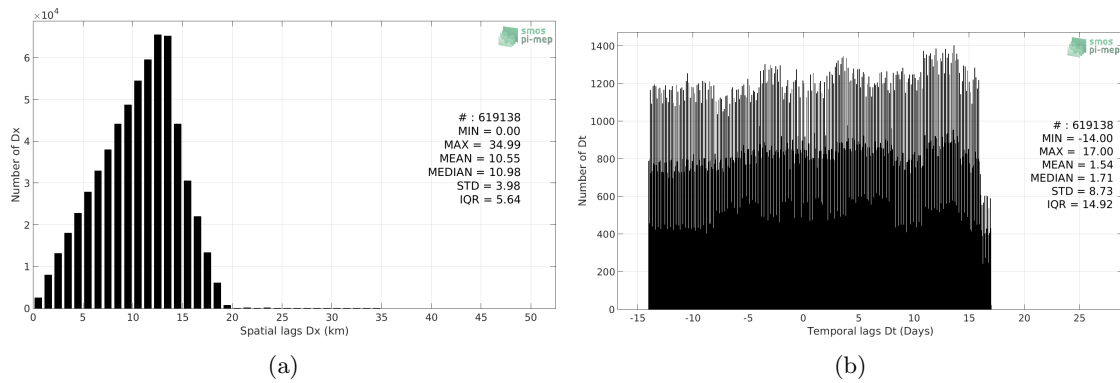 ×10⁴
6
5
4
3
2
1
0
Number of Dx
0 5 10 15 20 25 30 35 40 45 50
Spatial lags Dx (km)
smos
pi-mep
# : 619138
MIN = 0.00
MAX = 34.99
MEAN = 10.55
MEDIAN = 10.98
STD = 3.98
IQR = 5.64
(a)
1400
1200
1000
800
600
400
200
0
Number of Dt
-15 -10 -5 0 5 10 15 20 25
Temporal lags Dt (Days)
smos
pi-mep
# : 619138
MIN = -14.00
MAX = 17.00
MEAN = 1.54
MEDIAN = 1.71
STD = 8.73
IQR = 14.92
(b)